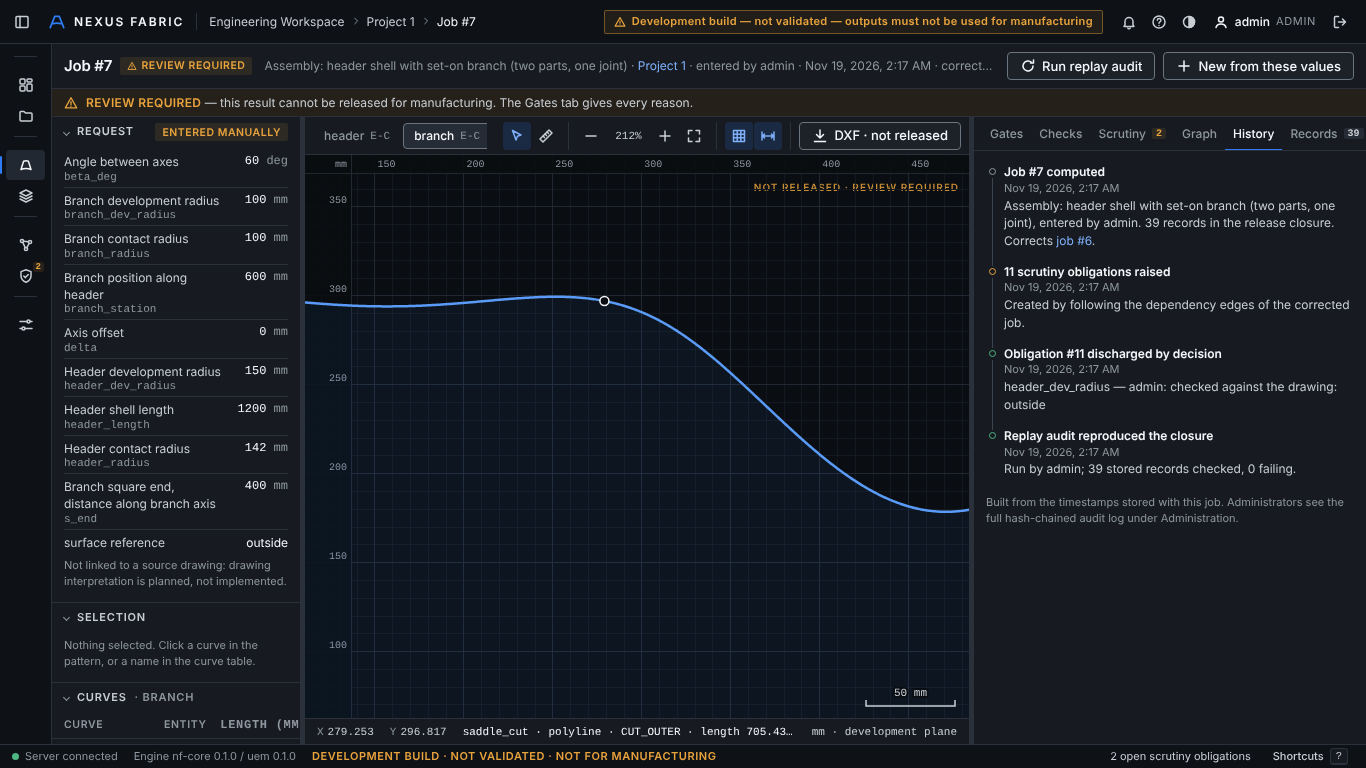 NEXUS FABRIC
Engineering Workspace > Project 1 > Job #7
Development build — not validated — outputs must not be used for manufacturing
admin ADMIN
Job #7
REVIEW REQUIRED
Assembly: header shell with set-on branch (two parts, one joint) · Project 1 · entered by admin · Nov 19, 2026, 2:17 AM · correct...
Run replay audit
New from these values
REVIEW REQUIRED — this result cannot be released for manufacturing. The Gates tab gives every reason.
2
REQUEST
ENTERED MANUALLY
Angle between axes 60 deg
beta_deg
Branch development radius 100 mm
branch_dev_radius
Branch contact radius 100 mm
branch_radius
Branch position along 600 mm
header
branch_station
Axis offset 0 mm
delta
Header development radius 150 mm
header_dev_radius
Header shell length 1200 mm
header_length
Header contact radius 142 mm
header_radius
Branch square end, 400 mm
distance along branch axis
s_end
surface reference outside
Not linked to a source drawing: drawing
interpretation is planned, not implemented.
SELECTION
Nothing selected. Click a curve in the
pattern, or a name in the curve table.
CURVES · BRANCH
CURVE ENTITY LENGTH (MM
header E-C
branch E-C
212%
DXF · not released
mm 150 200 250 300 350 400 450
NOT RELEASED · REVIEW REQUIRED
350
300
250
200
150
100
50 mm
X 279.253 Y 296.817 saddle_cut · polyline · CUT_OUTER · length 705.43… mm · development plane
Gates Checks Scrutiny 2 Graph History Records 39
Job #7 computed
Nov 19, 2026, 2:17 AM
Assembly: header shell with set-on branch (two parts, one
joint), entered by admin. 39 records in the release closure.
Corrects job #6.
11 scrutiny obligations raised
Nov 19, 2026, 2:17 AM
Created by following the dependency edges of the corrected
job.
Obligation #11 discharged by decision
Nov 19, 2026, 2:17 AM
header_dev_radius — admin: checked against the drawing:
outside
Replay audit reproduced the closure
Nov 19, 2026, 2:17 AM
Run by admin; 39 stored records checked, 0 failing.
Built from the timestamps stored with this job. Administrators see the
full hash-chained audit log under Administration.
Server connected
Engine nf-core 0.1.0 / uem 0.1.0
DEVELOPMENT BUILD · NOT VALIDATED · NOT FOR MANUFACTURING
2 open scrutiny obligations
Shortcuts ?